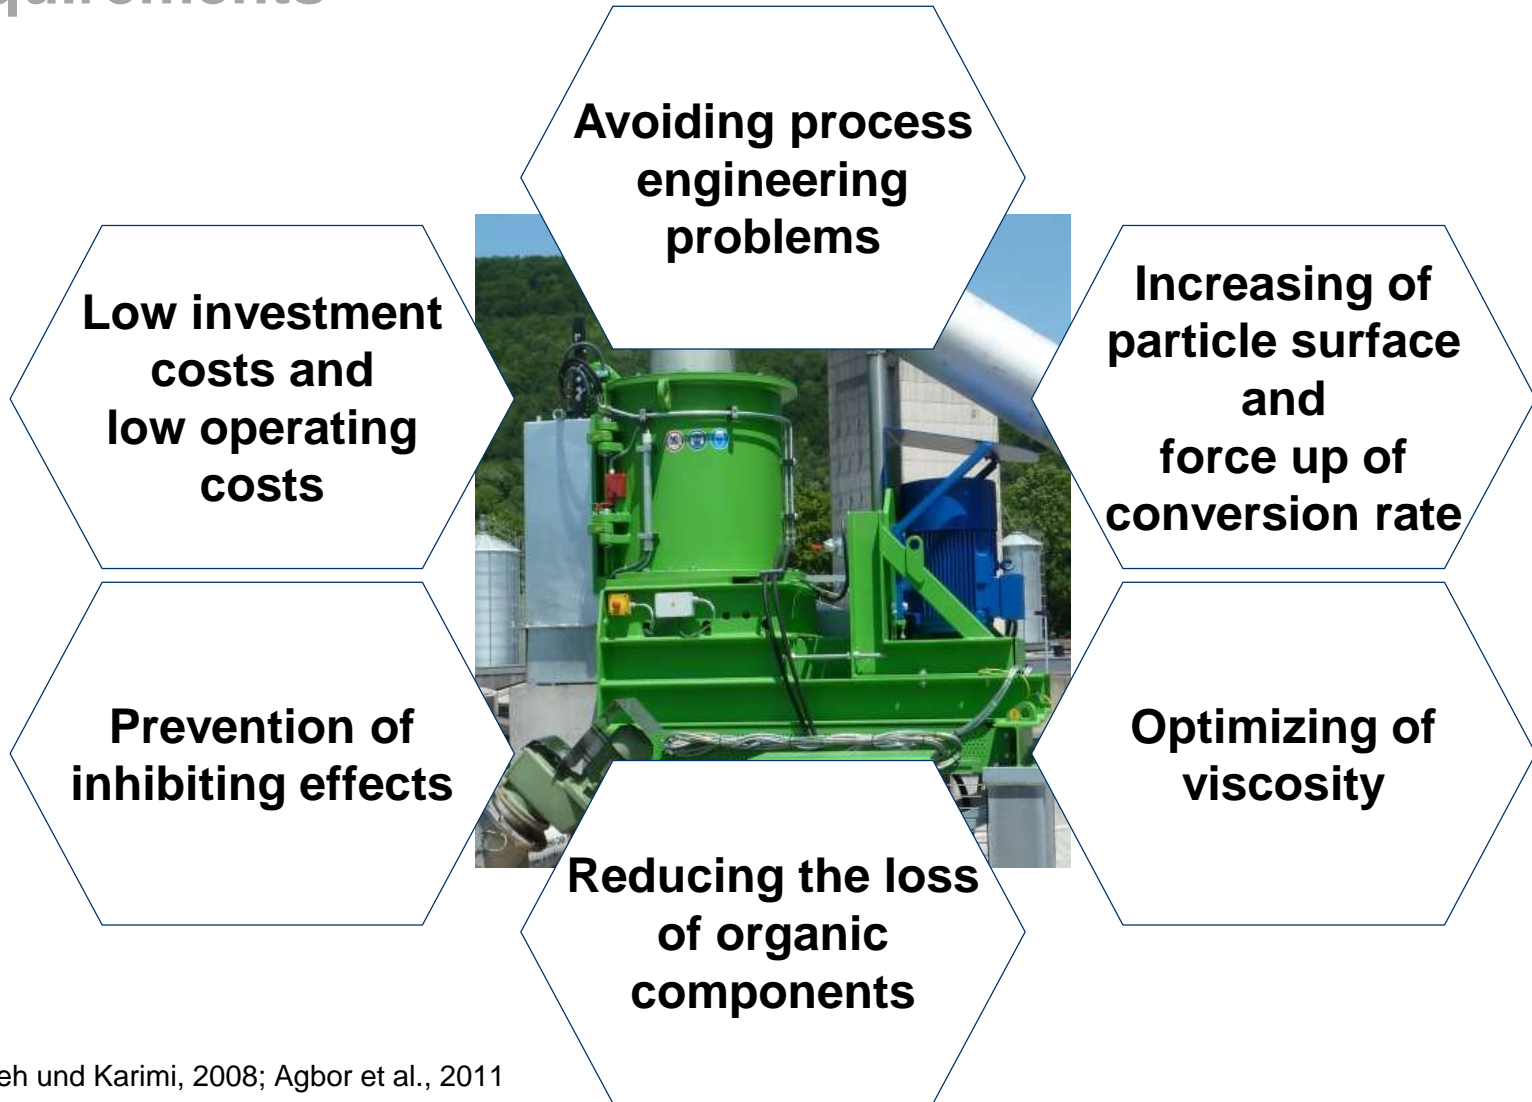 quirements
Avoiding process
engineering
problems
Low investment
costs and
low operating
costs
Increasing of
particle surface
and
force up of
conversion rate
Prevention of
inhibiting effects
Optimizing of
viscosity
Reducing the loss
of organic
components
eh und Karimi, 2008; Agbor et al., 2011